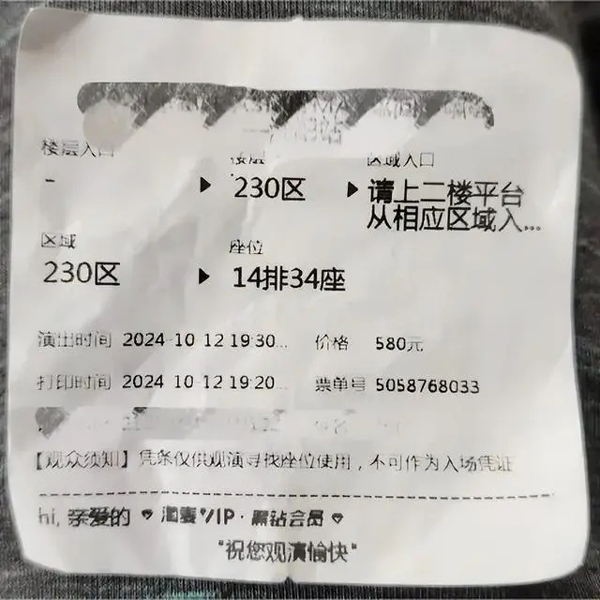 楼层入口 楼层 区域入口
- 230区 请上二楼平台
从相应区域入...
区域 座位
230区 14排34座
演出时间 2024-10-12 19:30... 价格 580元
打印时间 2024-10-12 19:20... 票单号 5058768033
【观众须知】凭条仅供观演寻找座位使用，不可作为入场凭证
hi, 亲爱的 淘麦VIP·黑钻会员
"祝您观演愉快"